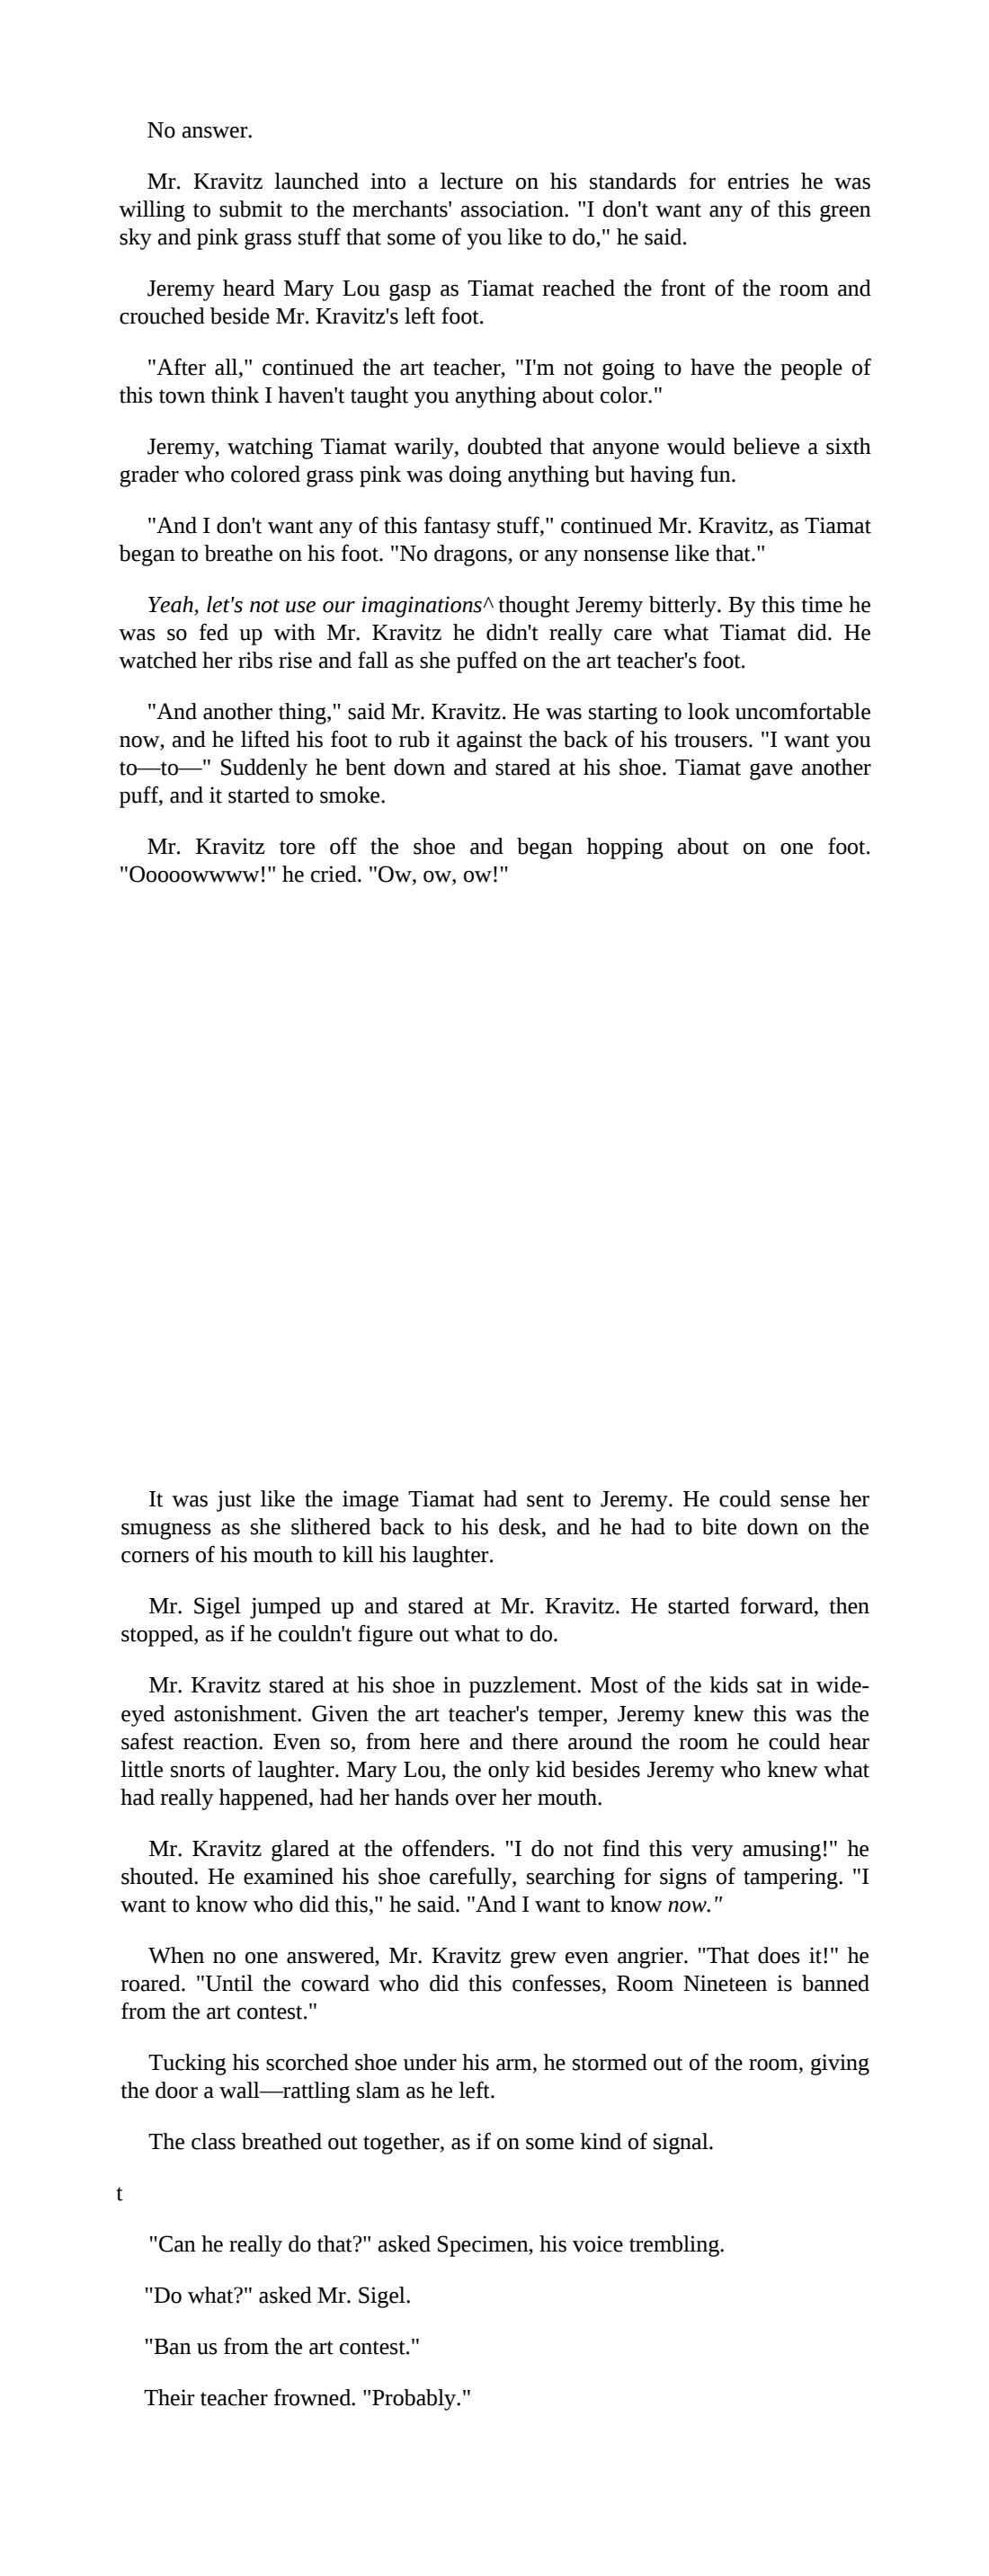 No answer.
Mr. Kravitz launched into a lecture on his standards for entries he was
willing to submit to the merchants' association. "I don't want any of this green
sky and pink grass stuff that some of you like to do," he said.
Jeremy heard Mary Lou gasp as Tiamat reached the front of the room and
crouched beside Mr. Kravitz's left foot.
"After all," continued the art teacher, "I'm not going to have the people of
this town think I haven't taught you anything about color."
Jeremy, watching Tiamat warily, doubted that anyone would believe a sixth
grader who colored grass pink was doing anything but having fun.
"And I don't want any of this fantasy stuff," continued Mr. Kravitz, as Tiamat
began to breathe on his foot. "No dragons, or any nonsense like that."
Yeah, let's not use our imaginations^ thought Jeremy bitterly. By this time he
was so fed up with Mr. Kravitz he didn't really care what Tiamat did. He
watched her ribs rise and fall as she puffed on the art teacher's foot.
"And another thing," said Mr. Kravitz. He was starting to look uncomfortable
now, and he lifted his foot to rub it against the back of his trousers. "I want you
to—to—" Suddenly he bent down and stared at his shoe. Tiamat gave another
puff, and it started to smoke.
Mr. Kravitz tore off the shoe and began hopping about on one foot.
"Ooooowwww!" he cried. "Ow, ow, ow!"
It was just like the image Tiamat had sent to Jeremy. He could sense her
smugness as she slithered back to his desk, and he had to bite down on the
corners of his mouth to kill his laughter.
Mr. Sigel jumped up and stared at Mr. Kravitz. He started forward, then
stopped, as if he couldn't figure out what to do.
Mr. Kravitz stared at his shoe in puzzlement. Most of the kids sat in wide-
eyed astonishment. Given the art teacher's temper, Jeremy knew this was the
safest reaction. Even so, from here and there around the room he could hear
little snorts of laughter. Mary Lou, the only kid besides Jeremy who knew what
had really happened, had her hands over her mouth.
Mr. Kravitz glared at the offenders. "I do not find this very amusing!" he
shouted. He examined his shoe carefully, searching for signs of tampering. "I
want to know who did this," he said. "And I want to know now."
When no one answered, Mr. Kravitz grew even angrier. "That does it!" he
roared. "Until the coward who did this confesses, Room Nineteen is banned
from the art contest."
Tucking his scorched shoe under his arm, he stormed out of the room, giving
the door a wall—rattling slam as he left.
The class breathed out together, as if on some kind of signal.
t
"Can he really do that?" asked Specimen, his voice trembling.
"Do what?" asked Mr. Sigel.
"Ban us from the art contest."
Their teacher frowned. "Probably."